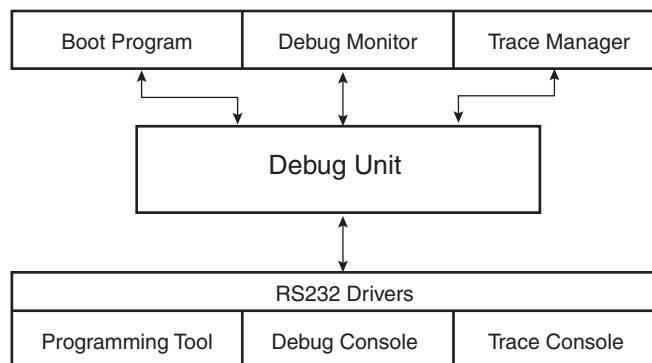 Boot Program
Debug Monitor
Trace Manager
Debug Unit
RS232 Drivers
Programming Tool
Debug Console
Trace Console